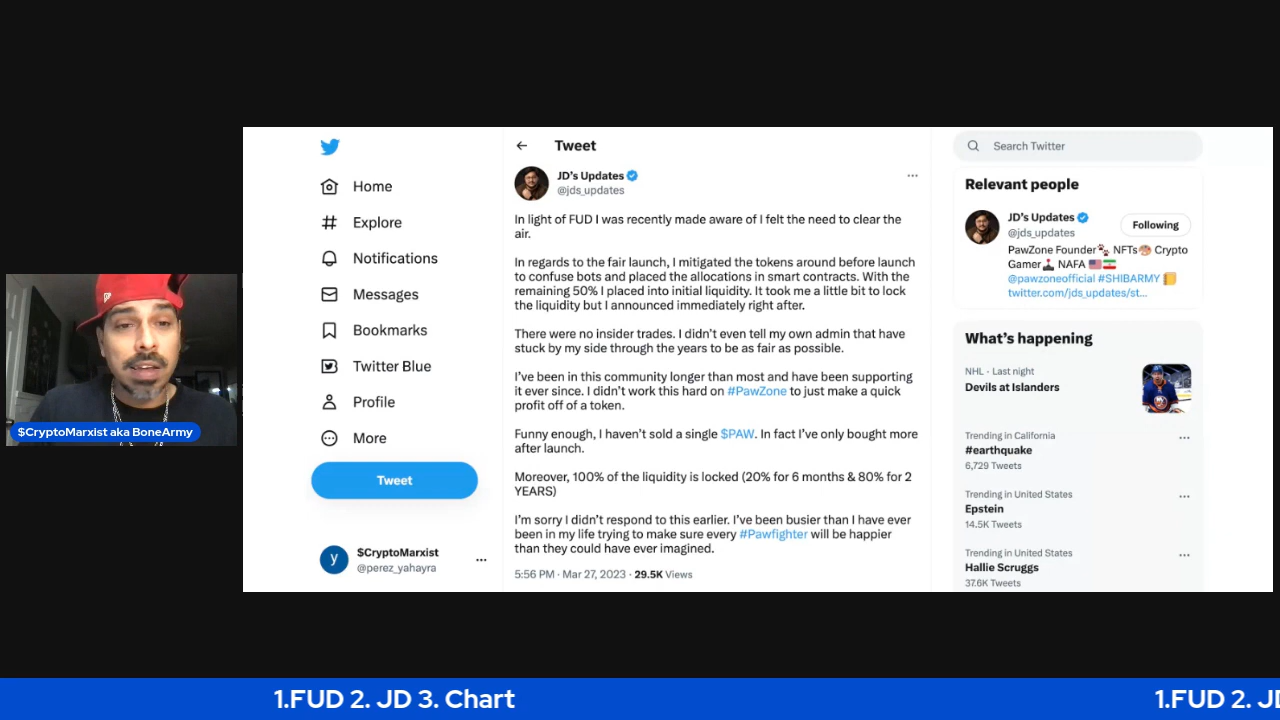 Home
Explore
Notifications
Messages
Bookmarks
Twitter Blue
Profile
More
Tweet
y
$CryptoMarxist
@perez_yahayra
Tweet
JD's Updates
@jds_updates
In light of FUD I was recently made aware of I felt the need to clear the
air.
In regards to the fair launch, I mitigated the tokens around before launch
to confuse bots and placed the allocations in smart contracts. With the
remaining 50% I placed into initial liquidity. It took me a little bit to lock
the liquidity but I announced immediately right after.
There were no insider trades. I didn't even tell my own admin that have
stuck by my side through the years to be as fair as possible.
I've been in this community longer than most and have been supporting
it ever since. I didn't work this hard on #PawZone to just make a quick
profit off of a token.
Funny enough, I haven't sold a single $PAW. In fact I've only bought more
after launch.
Moreover, 100% of the liquidity is locked (20% for 6 months & 80% for 2
YEARS)
I'm sorry I didn't respond to this earlier. I've been busier than I have ever
been in my life trying to make sure every #Pawfighter will be happier
than they could have ever imagined.
5:56 PM · Mar 27, 2023 · 29.5K Views
Search Twitter
Relevant people
JD's Updates
@jds_updates
Following
PawZone Founder🐾 NFTs🎨 Crypto
Gamer🕹️ NAFA 🇺🇸🇮🇷
@pawzoneofficial #SHIBARMY 📒
twitter.com/jds_updates/st...
What's happening
NHL · Last night
Devils at Islanders
Trending in California
#earthquake
6,729 Tweets
Trending in United States
Epstein
14.5K Tweets
Trending in United States
Hallie Scruggs
37.6K Tweets
$CryptoMarxist aka BoneArmy
1.FUD 2. JD 3. Chart
1.FUD 2. JD